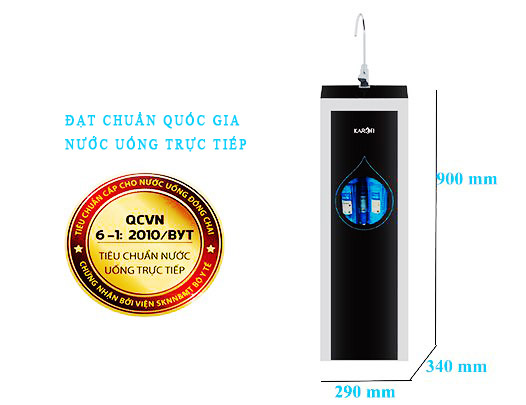 ĐẠT CHUẨN QUỐC GIA
NƯỚC UỐNG TRỰC TIẾP
TIÊU CHUẨN CẤP CHO NƯỚC UỐNG ĐÓNG CHAI
QCVN
6-1: 2010/BYT
TIÊU CHUẨN NƯỚC
UỐNG TRỰC TIẾP
CHỨNG NHẬN BỞI VIỆN SKNN&MT BỘ Y TẾ
KAROFI
900 mm
340 mm
290 mm